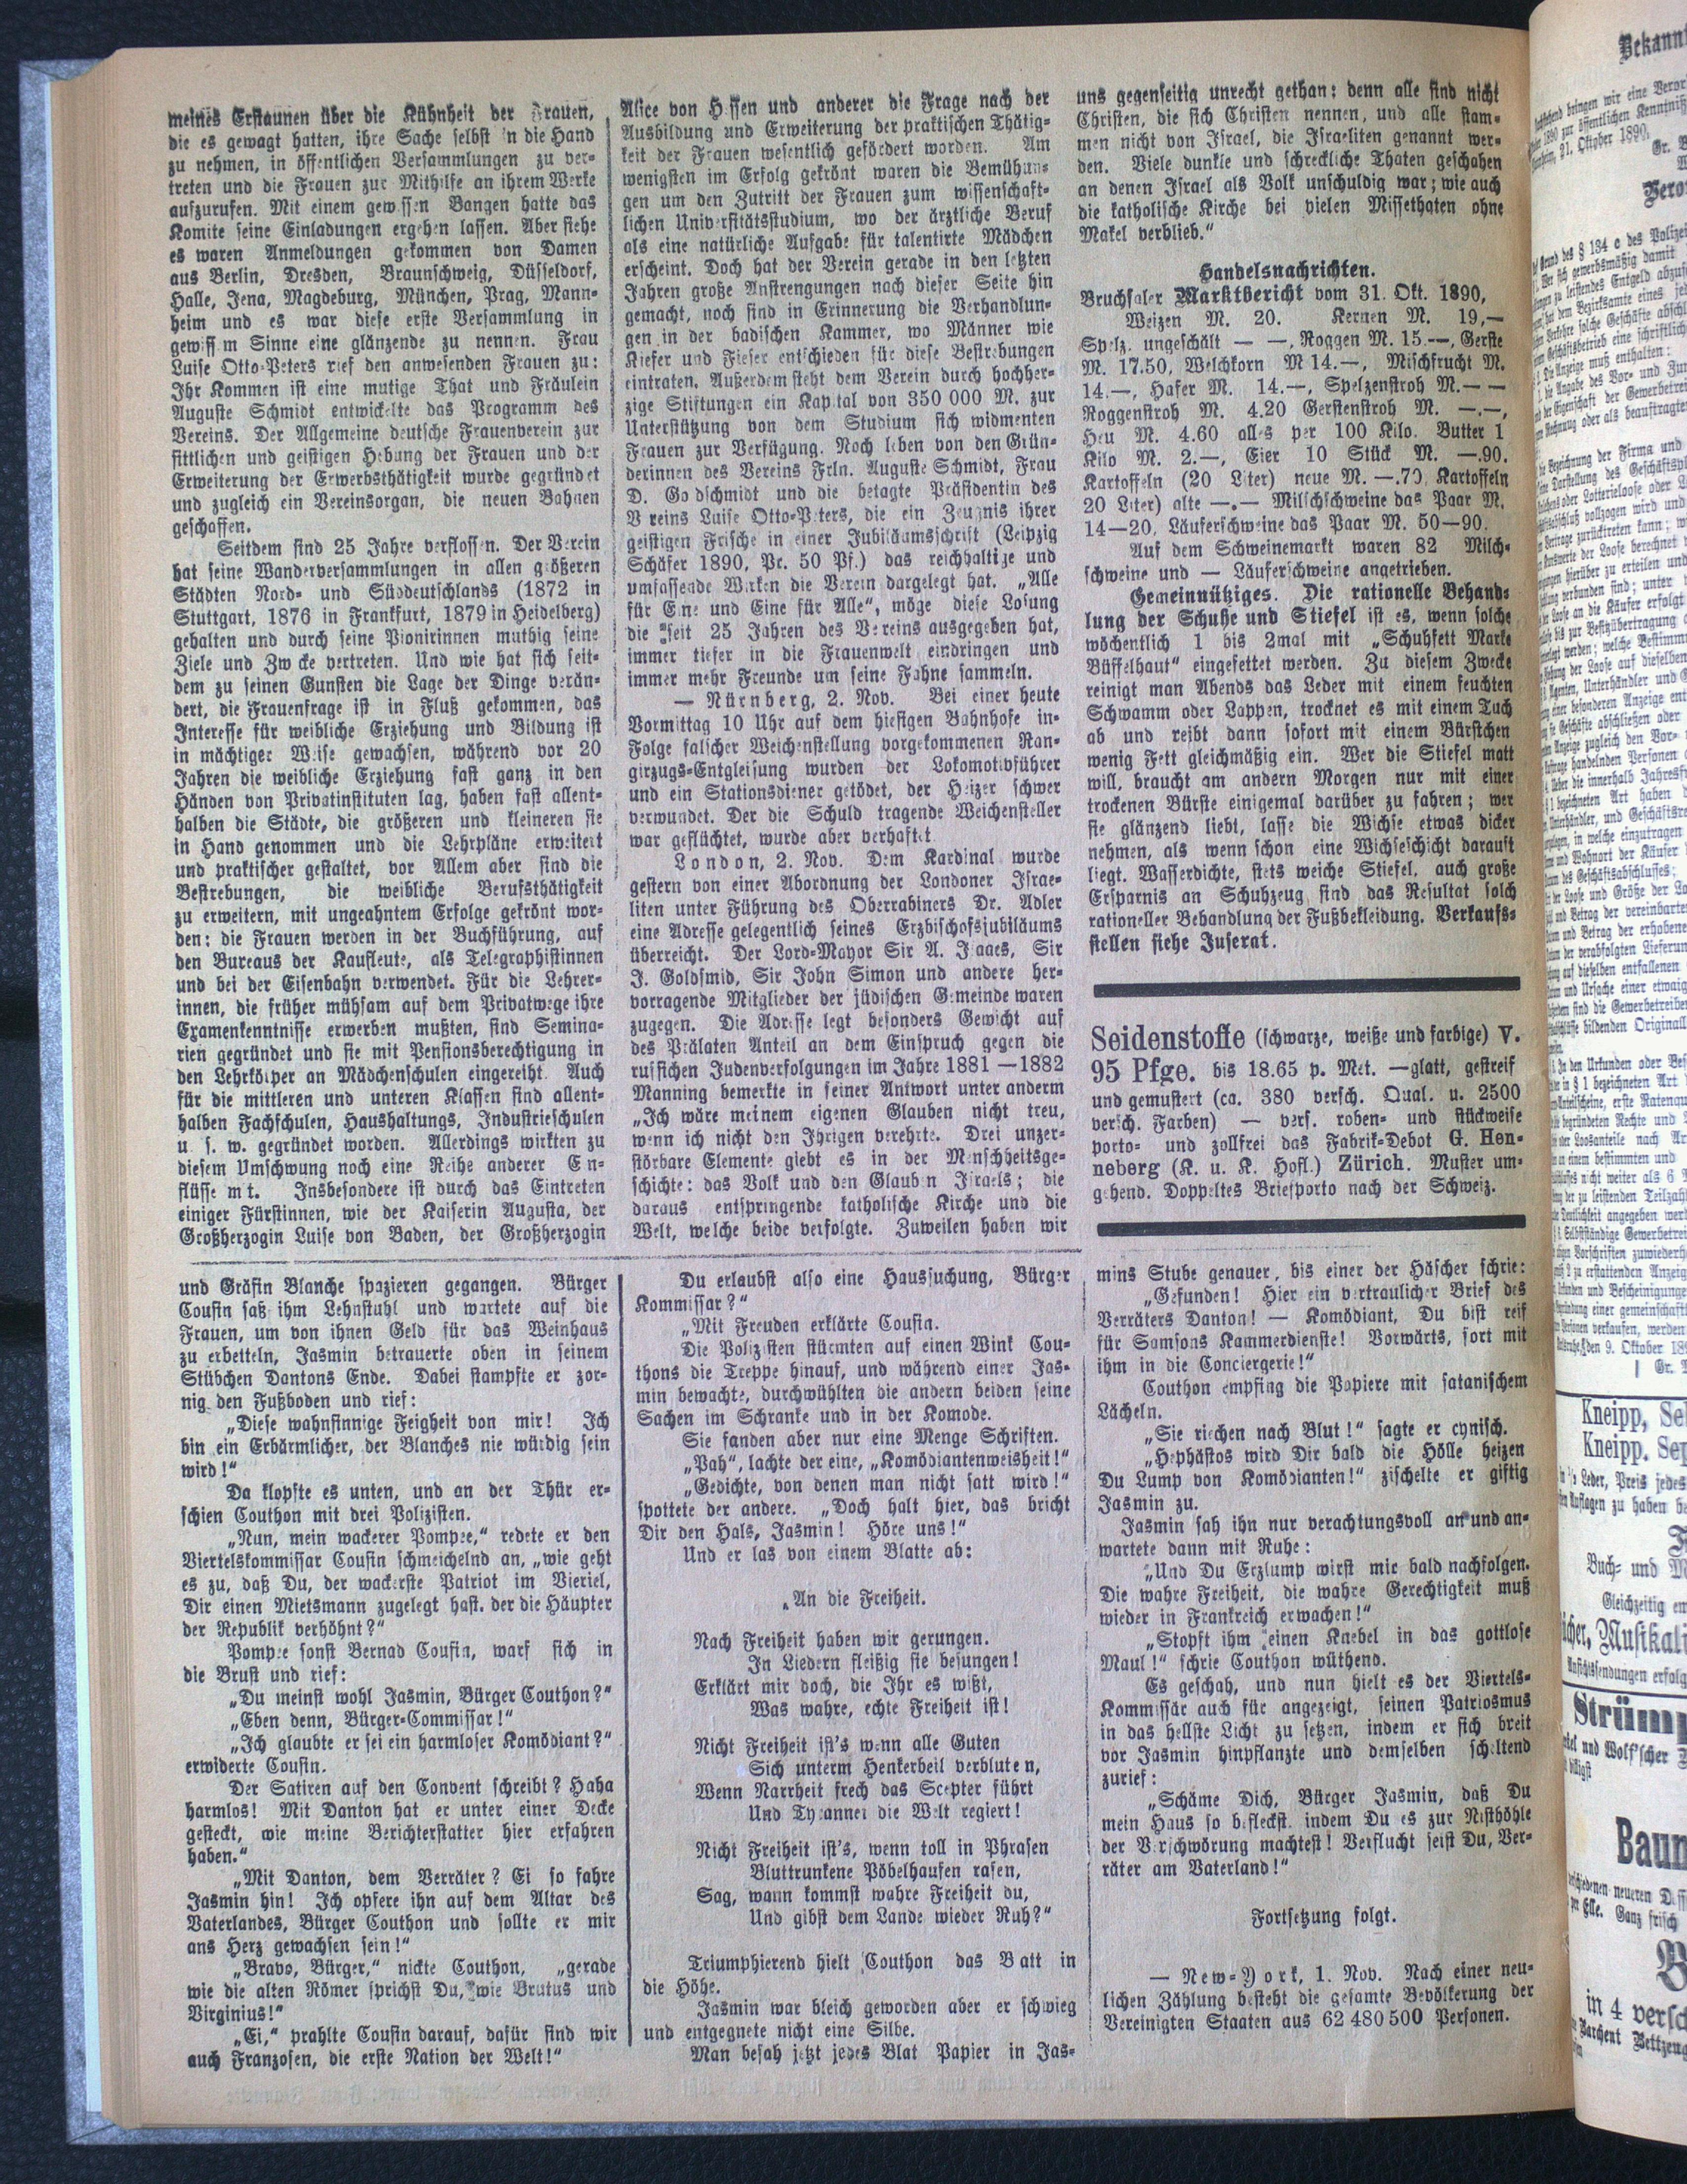 meines Erstaunen über die Kühnheit der Frauen,
die es gewagt hatten, ihre Sache selbst in die Hand
zu nehmen, in öffentlichen Versammlungen zu ver-
treten und die Frauen zur Mithilfe an ihrem Werke
aufzurufen. Mit einem gewissen Bangen hatte das
Komite seine Einladungen ergehen lassen. Aber siehe
es waren Anmeldungen gekommen von Damen
aus Berlin, Dresden, Braunschweig, Düsseldorf,
Halle, Jena, Magdeburg, München, Prag, Mann-
heim und es war diese erste Versammlung in
gewissem Sinne eine glänzende zu nennen. Frau
Luise Otto-Peters rief den anwesenden Frauen zu:
Ihr Kommen ist eine mutige That und Fräulein
Auguste Schmidt entwickelte das Programm des
Vereins. Der Allgemeine deutsche Frauenverein zur
sittlichen und geistigen Hebung der Frauen und der
Erweiterung der Erwerbsthätigkeit wurde gegründet
und zugleich ein Vereinsorgan, die neuen Bahnen
geschaffen.
Seitdem sind 25 Jahre verflossen. Der Verein
hat seine Wanderversammlungen in allen größeren
Städten Nord- und Süddeutschlands (1872 in
Stuttgart, 1876 in Frankfurt, 1879 in Heidelberg)
gehalten und durch seine Pionirinnen muthig seine
Ziele und Zwecke vertreten. Und wie hat sich seit-
dem zu seinen Gunsten die Lage der Dinge verän-
dert, die Frauenfrage ist in Fluß gekommen, das
Interesse für weibliche Erziehung und Bildung ist
in mächtiger Weise gewachsen, während vor 20
Jahren die weibliche Erziehung fast ganz in den
Händen von Privatinstituten lag, haben fast allent-
halben die Städte, die größeren und kleineren sie
in Hand genommen und die Lehrpläne erweitert
und praktischer gestaltet, vor Allem aber sind die
Bestrebungen, die weibliche Berufsthätigkeit
zu erweitern, mit ungeahntem Erfolge gekrönt wor-
den: die Frauen werden in der Buchführung, auf
den Bureaus der Kaufleute, als Telegraphistinnen
und bei der Eisenbahn verwendet. Für die Lehrer-
innen, die früher mühsam auf dem Privatwege ihre
Examenkenntnisse erwerben mußten, sind Semina-
rien gegründet und sie mit Pensionsberechtigung in
den Lehrkörper an Mädchenschulen eingereiht. Auch
für die mittleren und unteren Klassen sind allent-
halben Fachschulen, Haushaltungs, Industrieschulen
u. s. w. gegründet worden. Allerdings wirkten zu
diesem Umschwung noch eine Reihe anderer Ein-
flüsse mit. Insbesondere ist durch das Eintreten
einiger Fürstinnen, wie der Kaiserin Augusta, der
Großherzogin Luise von Baden, der Großherzogin
Alice von Hessen und anderer die Frage nach der
Ausbildung und Erweiterung der praktischen Thätig-
keit der Frauen wesentlich gefördert worden. Am
wenigsten im Erfolg gekrönt waren die Bemühun-
gen um den Zutritt der Frauen zum wissenschaft-
lichen Universitätsstudium, wo der ärztliche Beruf
als eine natürliche Aufgabe für talentirte Mädchen
erscheint. Doch hat der Verein gerade in den letzten
Jahren große Anstrengungen nach dieser Seite hin
gemacht, noch sind in Erinnerung die Verhandlun-
gen in der badischen Kammer, wo Männer wie
Kiefer und Fieser entschieden für diese Bestrebungen
eintraten. Außerdem steht dem Verein durch hochher-
zige Stiftungen ein Kapital von 350 000 M. zur
Unterstützung von dem Studium sich widmenten
Frauen zur Verfügung. Noch leben von den Grün-
derinnen des Vereins Frln. Auguste Schmidt, Frau
D. Goldschmidt und die betagte Präsidentin des
Vereins Luise Otto-Peters, die ein Zeugnis ihrer
geistigen Frische in einer Jubiläumsschrift (Leipzig
Schäfer 1890, Pr. 50 Pf.) das reichhaltige und
umfassende Wirken die Verein dargelegt hat. „Alle
für Eine und Eine für Alle“, möge diese Losung
die seit 25 Jahren des Vereins ausgegeben hat,
immer tiefer in die Frauenwelt eindringen und
immer mehr Freunde um seine Fahne sammeln.
— Nürnberg, 2. Nov. Bei einer heute
Vormittag 10 Uhr auf dem hiesigen Bahnhofe in-
Folge falscher Weichenstellung vorgekommenen Ran-
girzugs-Entgleisung wurden der Lokomotivführer
und ein Stationsdiener getödet, der Heizer schwer
verwundet. Der die Schuld tragende Weichensteller
war geflüchtet, wurde aber verhaftet
London, 2. Nov. Dem Kardinal wurde
gestern von einer Abordnung der Londoner Israe-
liten unter Führung des Oberrabiners Dr. Adler
eine Adresse gelegentlich seines Erzbischofsjubiläums
überreicht. Der Lord-Mayor Sir A. Isaacs, Sir
J. Goldsmid, Sir John Simon und andere her-
vorragende Mitglieder der jüdischen Gemeinde waren
zugegen. Die Adresse legt besonders Gewicht auf
des Prälaten Anteil an dem Einspruch gegen die
russischen Judenverfolgungen im Jahre 1881—1882
Manning bemerkte in seiner Antwort unter anderm
„Ich wäre meinem eigenen Glauben nicht treu,
wenn ich nicht den Ihrigen verehrte. Drei unzer-
störbare Elemente giebt es in der Menschheitsge-
schichte: das Volk und den Glauben Israels; die
daraus entspringende katholische Kirche und die
Welt, welche beide verfolgte. Zuweilen haben wir
uns gegenseitig unrecht gethan: denn alle sind nicht
Christen, die sich Christen nennen, und alle stam-
men nicht von Israel, die Israeliten genannt wer-
den. Viele dunkle und schreckliche Thaten geschahen
an denen Israel als Volk unschuldig war; wie auch
die katholische Kirche bei vielen Missethaten ohne
Makel verblieb.“
Handelsnachrichten.
Bruchsaler Marktbericht vom 31. Okt. 1890,
Weizen M. 20. Kernen M. 19,—
Spelz. ungeschält — —, Roggen M. 15.—, Gerste
M. 17.50, Welchkorn M 14.—, Mischfrucht M.
14.—, Hafer M. 14.—, Spelzenstroh M.— —
Roggenstroh M. 4.20 Gerstenstroh M. —.—,
Heu M. 4.60 alles per 100 Kilo. Butter 1
Kilo M. 2.—, Eier 10 Stück M. —.90.
Kartoffeln (20 Liter) neue M. —.70, Kartoffeln
20 Liter) alte —.— Milschschweine das Paar M.
14—20, Läuferschweine das Paar M. 50—90.
Auf dem Schweinemarkt waren 82 Milch-
schweine und — Läuferschweine angetrieben.
Gemeinnütziges. Die rationelle Behand-
lung der Schuhe und Stiefel ist es, wenn solche
wöchentlich 1 bis 2mal mit „Schuhfett Marke
Büffelhaut“ eingefettet werden. Zu diesem Zwecke
reinigt man Abends das Leder mit einem feuchten
Schwamm oder Lappen, trocknet es mit einem Tuch
ab und reibt dann sofort mit einem Bürstchen
wenig Fett gleichmäßig ein. Wer die Stiefel matt
will, braucht am andern Morgen nur mit einer
trockenen Bürste einigemal darüber zu fahren; wer
sie glänzend liebt, lasse die Wichse etwas dicker
nehmen, als wenn schon eine Wichseschicht darauft
liegt. Wasserdichte, stets weiche Stiefel, auch große
Ersparnis an Schuhzeug sind das Resultat solch
rationeller Behandlung der Fußbekleidung. Verkaufs-
stellen siehe Inserat.
Seidenstoffe (schwarze, weiße und farbige) v.
95 Pfge. bis 18.65 p. Met. —glatt, gestreif
und gemustert (ca. 380 versch. Qual. u. 2500
versch. Farben) — vers. roben- und stückweise
porto- und zollfrei das Fabrik-Debot G. Hen-
neberg (K. u. K. Hofl.) Zürich. Muster um-
gehend. Doppeltes Briefporto nach der Schweiz.
und Gräfin Blanche spazieren gegangen. Bürger
Cousin saß ihm Lehnstuhl und wartete auf die
Frauen, um von ihnen Geld für das Weinhaus
zu erbetteln, Jasmin betrauerte oben in seinem
Stübchen Dantons Ende. Dabei stampfte er zor-
nig den Fußboden und rief:
„Diese wahnsinnige Feigheit von mir! Ich
bin ein Erbärmlicher, der Blanches nie würdig sein
wird!“
Da klopfte es unten, und an der Thür er-
schien Couthon mit drei Polizisten.
„Nun, mein wackerer Pompee,“ redete er den
Viertelskommissar Cousin schmeichelnd an, „wie geht
es zu, daß Du, der wackerste Patriot im Vieriel,
Dir einen Mietsmann zugelegt hast. der die Häupter
der Republik verhöhnt?“
Pompee sonst Bernad Cousin, warf sich in
die Brust und rief:
„Du meinst wohl Jasmin, Bürger Couthon?“
„Eben denn, Bürger-Commissar!“
„Ich glaubte er sei ein harmloser Komödiant?“
erwiderte Cousin.
Der Satiren auf den Convent schreibt? Haha
harmlos! Mit Danton hat er unter einer Decke
gesteckt, wie meine Berichterstatter hier erfahren
haben.“
„Mit Danton, dem Verräter? Ei so fahre
Jasmin hin! Ich opfere ihn auf dem Altar des
Vaterlandes, Bürger Couthon und sollte er mir
ans Herz gewachsen sein!“
„Bravo, Bürger,“ nickte Couthon, „gerade
wie die alten Römer sprichst Du, wie Brutus und
Virginius!“
„Ei,“ prahlte Cousin darauf, dafür sind wir
auch Franzosen, die erste Nation der Welt!“
Du erlaubst also eine Haussuchung, Bürger
Kommissar?“
„Mit Freuden erklärte Cousin.
Die Polizisten stürmten auf einen Wink Cou-
thons die Treppe hinauf, und während einer Jas-
min bewachte, durchwühlten die andern beiden seine
Sachen im Schranke und in der Komode.
Sie fanden aber nur eine Menge Schriften.
„Pah“, lachte der eine, „Komödiantenweisheit!“
„Gedichte, von denen man nicht satt wird!“
spottete der andere. „Doch halt hier, das bricht
Dir den Hals, Jasmin! Höre uns!“
Und er las von einem Blatte ab:
„An die Freiheit.
Nach Freiheit haben wir gerungen.
In Liedern fleißig sie besungen!
Erklärt mir doch, die Ihr es wißt,
Was wahre, echte Freiheit ist!
Nicht Freiheit ist's wenn alle Guten
Sich unterm Henkerbeil verbluten,
Wenn Narrheit frech das Scepter führt
Und Tyrannei die Welt regiert!
Nicht Freiheit ist's, wenn toll in Phrasen
Bluttrunkene Pöbelhaufen rasen,
Sag, wann kommst wahre Freiheit du,
Und gibst dem Lande wieder Ruh?“
Triumphierend hielt Couthon das Batt in
die Höhe.
Jasmin war bleich geworden aber er schwieg
und entgegnete nicht eine Silbe.
Man besah jetzt jedes Blat Papier in Jas-
mins Stube genauer, bis einer der Häscher schrie:
„Gefunden! Hier ein vertraulicher Brief des
Verräters Danton! — Komödiant, Du bist reif
für Samsons Kammerdienste! Vorwärts, fort mit
ihm in die Conciergerie!“
Couthon empfing die Papiere mit satanischem
Lächeln.
„Sie riechen nach Blut!“ sagte er cynisch.
„Hephästos wird Dir bald die Hölle heizen
Du Lump von Komödianten!“ zischelte er giftig
Jasmin zu.
Jasmin sah ihn nur verachtungsvoll an und an-
wartete dann mit Ruhe:
„Und Du Erzlump wirst mir bald nachfolgen.
Die wahre Freiheit, die wahre Gerechtigkeit muß
wieder in Frankreich erwachen!“
„Stopft ihm einen Knebel in das gottlose
Maul!“ schrie Couthon wüthend.
Es geschah, und nun hielt es der Viertels-
Kommissär auch für angezeigt, seinen Patriosmus
in das hellste Licht zu setzen, indem er sich breit
vor Jasmin hinpflanzte und demselben scheltend
zurief:
„Schäme Dich, Bürger Jasmin, daß Du
mein Haus so befleckst. indem Du es zur Nisthöhle
der Verschwörung machtest! Verflucht seist Du, Ver-
räter am Vaterland!“
Fortsetzung folgt.
— New-York, 1. Nov. Nach einer neu-
lichen Zählung besteht die gesamte Bevölkerung der
Vereinigten Staaten aus 62 480 500 Personen.
Kneipp,
Kneipp.
Buch- und
Gleichzeitig
und Wolf'scher
billigst
in 4